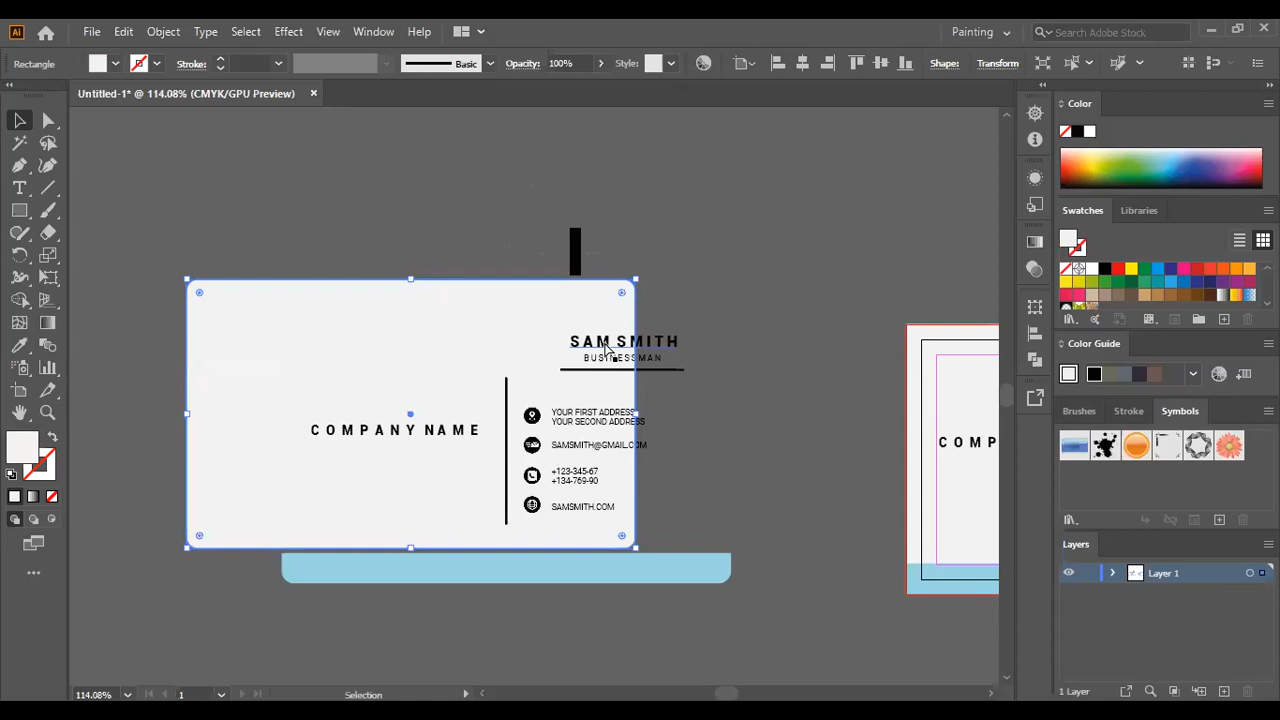 Ai File Edit Object Type Select Effect View Window Help Painting Search Adobe Stock
Rectangle Stroke: Basic Opacity: 100% Style: Shape: Transform
Untitled-1* @ 114.08% (CMYK/GPU Preview) ×
Color
Swatches Libraries
Color Guide
Brushes Stroke Symbols
Layers
Layer 1
1 Layer
SAM SMITH
BUSINESSMAN
COMPANY NAME
YOUR FIRST ADDRESS
YOUR SECOND ADDRESS
SAMSMITH@GMAIL.COM
+123-345-67
+134-769-90
SAMSMITH.COM
COMP
114.08% 1 Selection